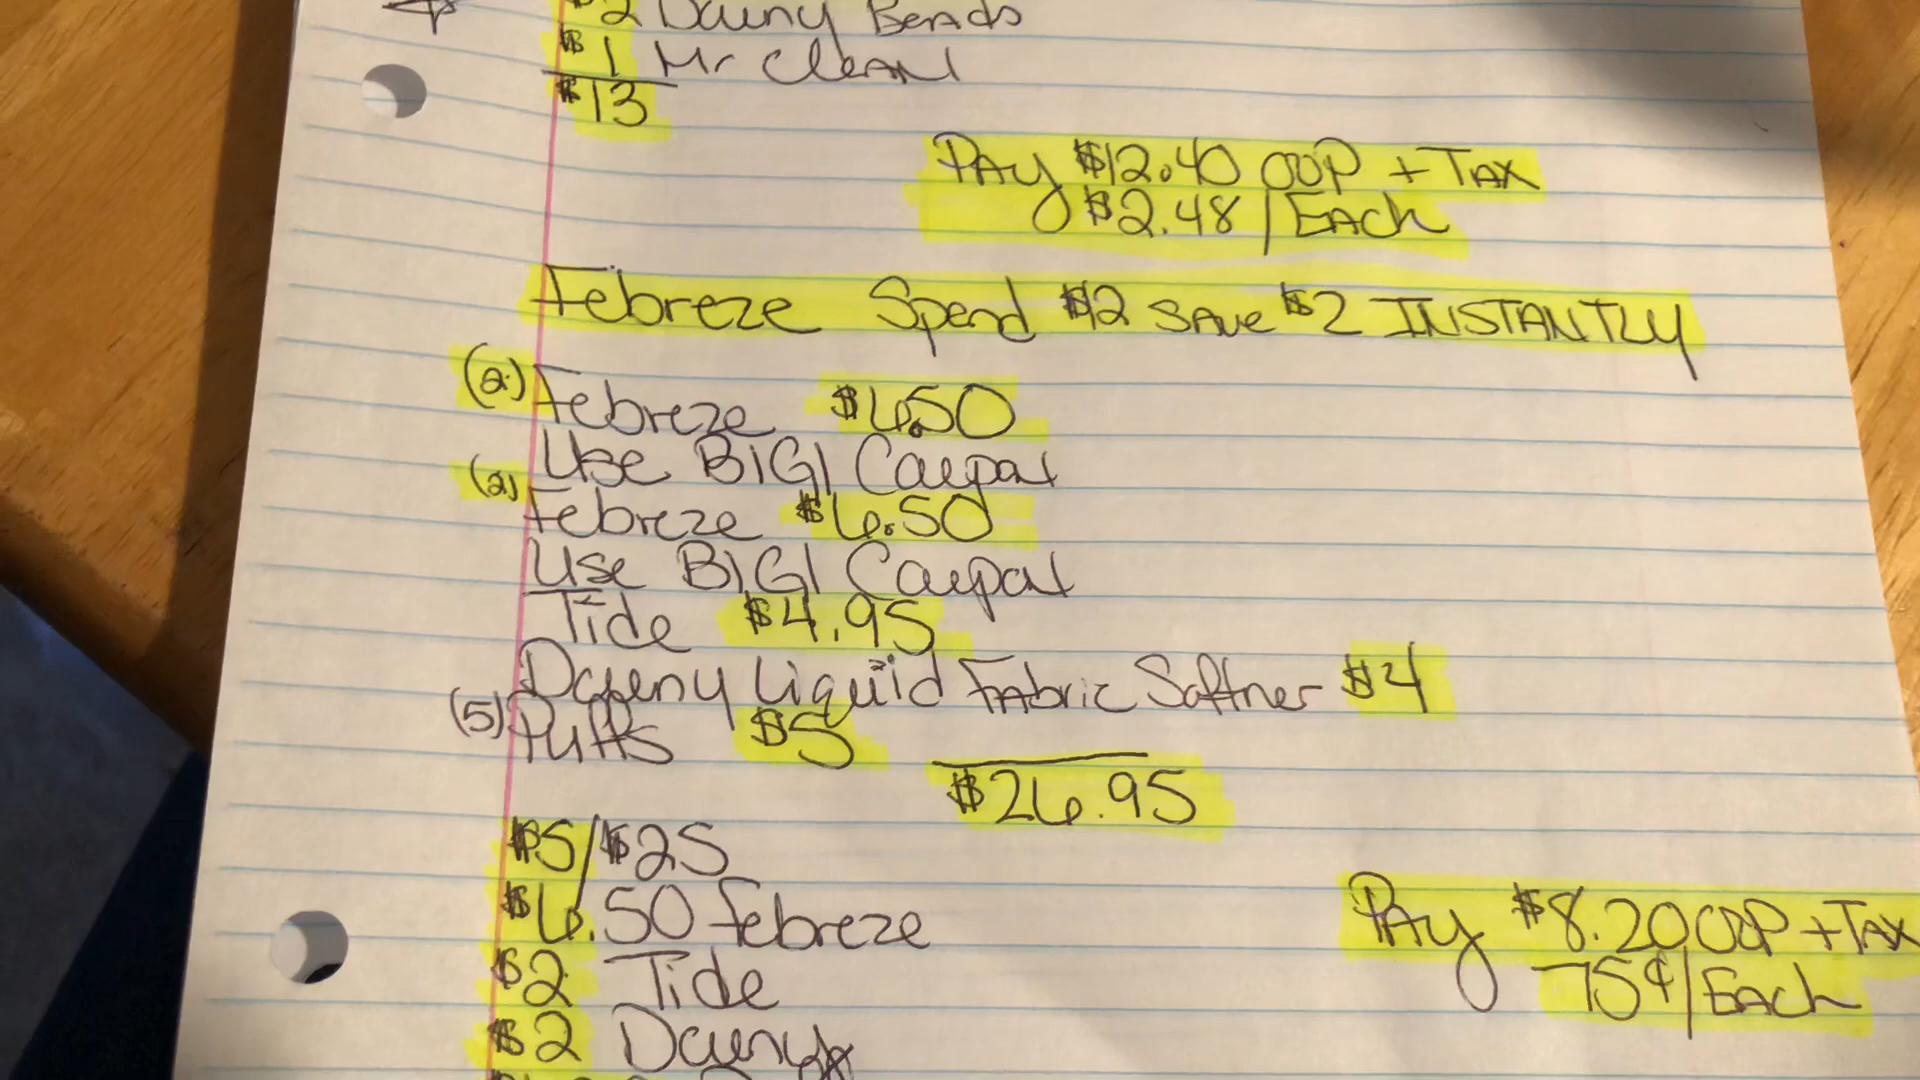 $2 Downy Beads
$1 Mr Clean
$13
Pay $12.40 OOP + Tax
$2.48/Each
Febreze Spend $12 Save $2 INSTANTLY
(2) Febreze $6.50
Use B1G1 Coupon
(2) Febreze $6.50
Use B1G1 Coupon
Tide $4.95
Downy Liquid Fabric Softner $4
(5) Puffs $5
$26.95
$5/$25
$6.50 Febreze
Pay $8.20 OOP + Tax
$2 Tide
75¢/Each
$2 Downy